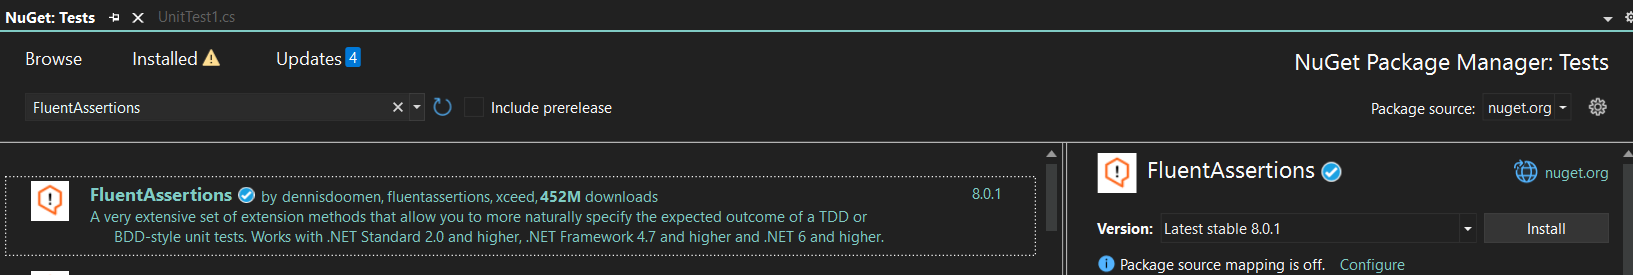 NuGet: Tests UnitTest1.cs
Browse Installed Updates 4
NuGet Package Manager: Tests
FluentAssertions Include prerelease
Package source: nuget.org
FluentAssertions by dennisdoomen, fluentassertions, xceed, 452M downloads 8.0.1
A very extensive set of extension methods that allow you to more naturally specify the expected outcome of a TDD or
BDD-style unit tests. Works with .NET Standard 2.0 and higher, .NET Framework 4.7 and higher and .NET 6 and higher.
FluentAssertions nuget.org
Version: Latest stable 8.0.1 Install
Package source mapping is off. Configure